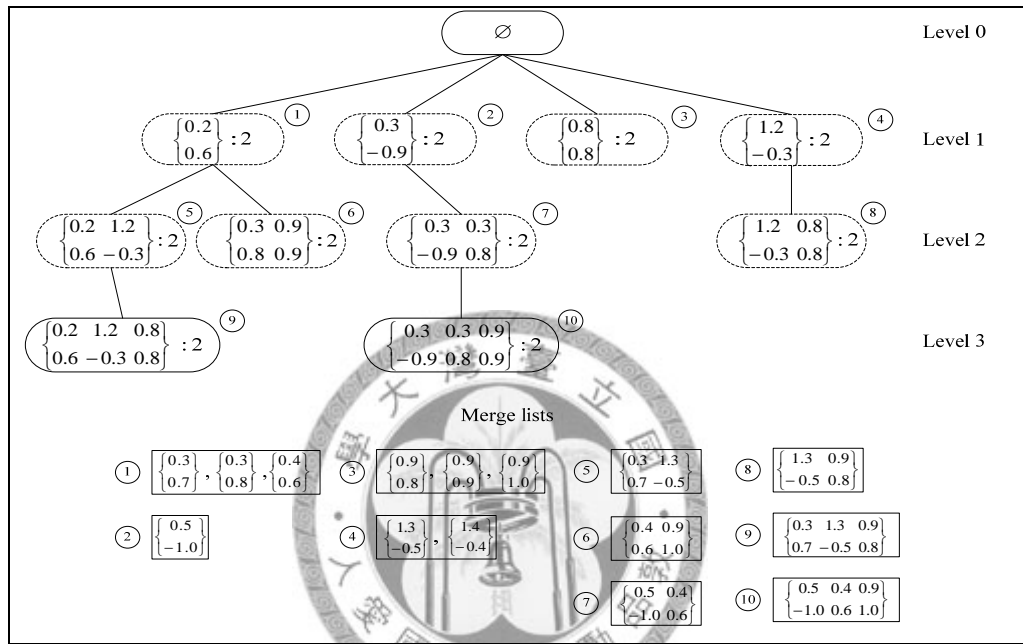 ∅ Level 0
① ② ③ ④
{0.2 0.6} : 2 {0.3 −0.9} : 2 {0.8 0.8} : 2 {1.2 −0.3} : 2 Level 1
⑤ ⑥ ⑦ ⑧
{0.2 1.2 0.6 −0.3} : 2 {0.3 0.9 0.8 0.9} : 2 {0.3 0.3 −0.9 0.8} : 2 {1.2 0.8 −0.3 0.8} : 2 Level 2
⑨ ⑩
{0.2 1.2 0.8 0.6 −0.3 0.8} : 2 {0.3 0.3 0.9 −0.9 0.8 0.9} : 2 Level 3
Merge lists
① {0.3 0.7} , {0.3 0.8} , {0.4 0.6}
② {0.5 −1.0}
③ {0.9 0.8} , {0.9 0.9} , {0.9 1.0}
④ {1.3 −0.5} , {1.4 −0.4}
⑤ {0.3 1.3 0.7 −0.5}
⑥ {0.4 0.9 0.6 1.0}
⑦ {0.5 0.4 −1.0 0.6}
⑧ {1.3 0.9 −0.5 0.8}
⑨ {0.3 1.3 0.9 0.7 −0.5 0.8}
⑩ {0.5 0.4 0.9 −1.0 0.6 1.0}
國立臺灣大學